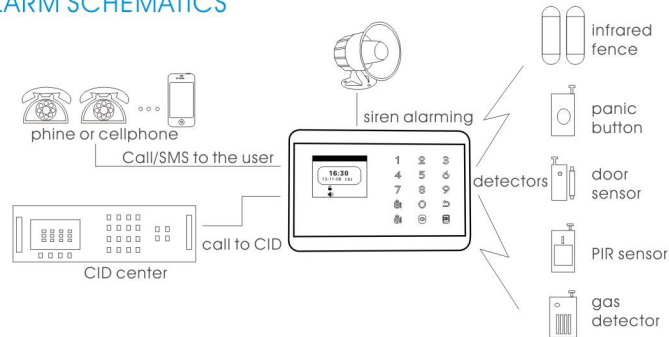 LARM SCHEMATICS
infrared
fence
siren alarming
panic
button
phine or cellphone
Call/SMS to the user
16:30
1 2 3
4 5 6
7 8 9
0
detectors
door
sensor
call to CID
CID center
PIR sensor
gas
detector